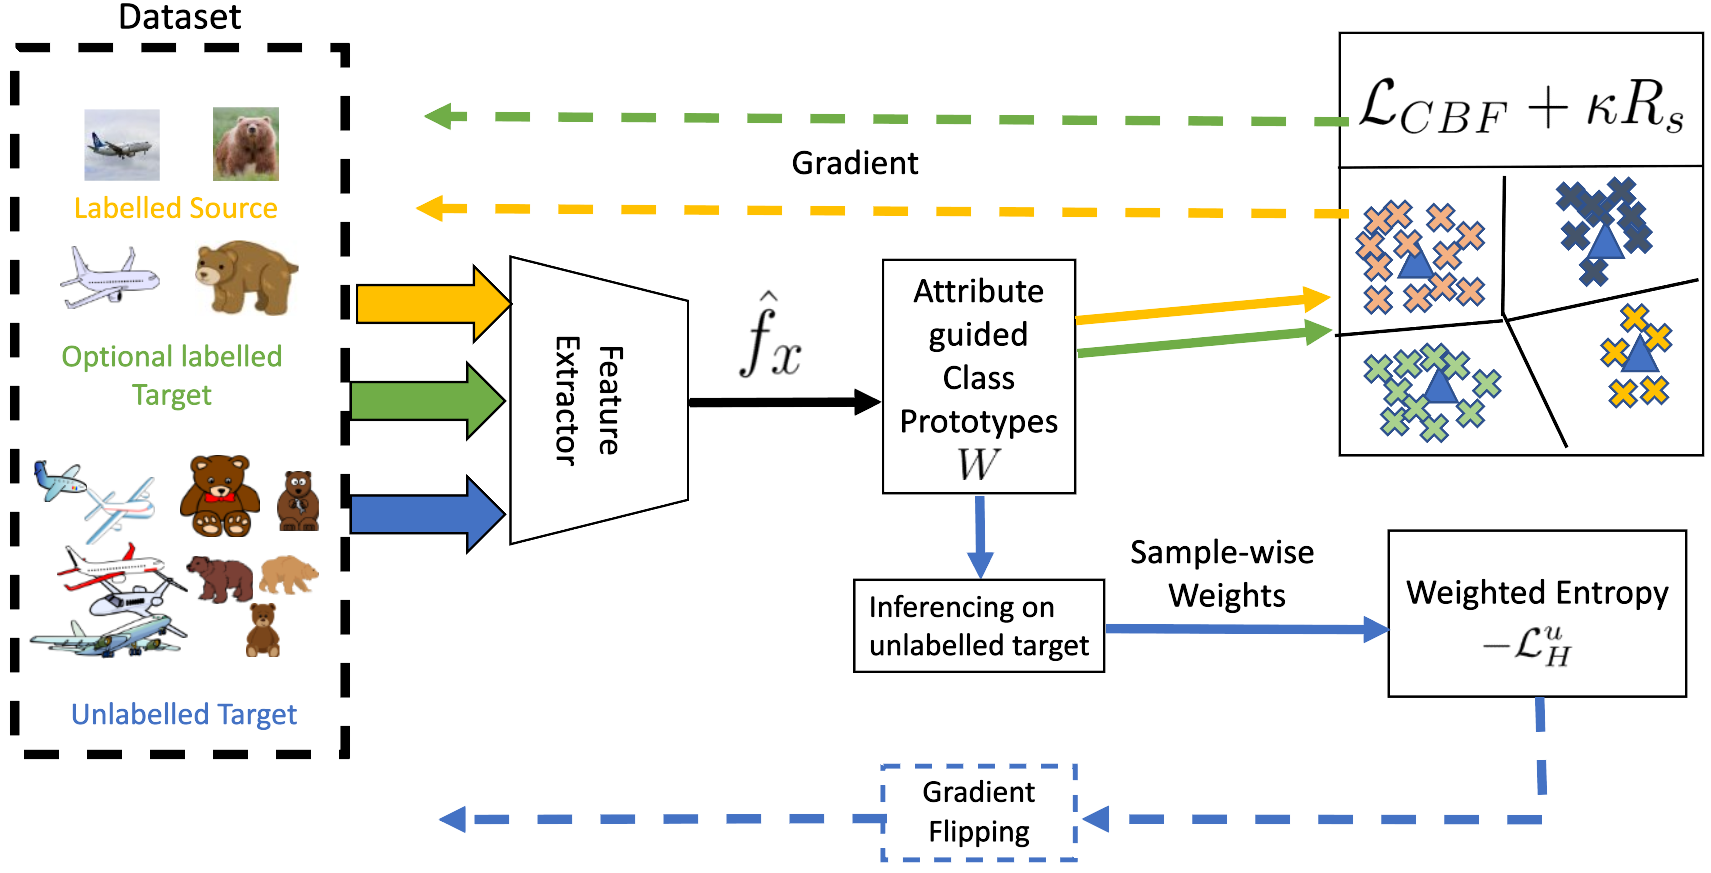 Dataset
Labelled Source
Optional labelled
Target
Unlabelled Target
Gradient
Feature
Extractor
$\hat{f}_x$
Attribute
guided
Class
Prototypes
$W$
$\mathcal{L}_{CBF} + \kappa R_s$
Inferencing on
unlabelled target
Sample-wise
Weights
Weighted Entropy
$-\mathcal{L}_H^u$
Gradient
Flipping